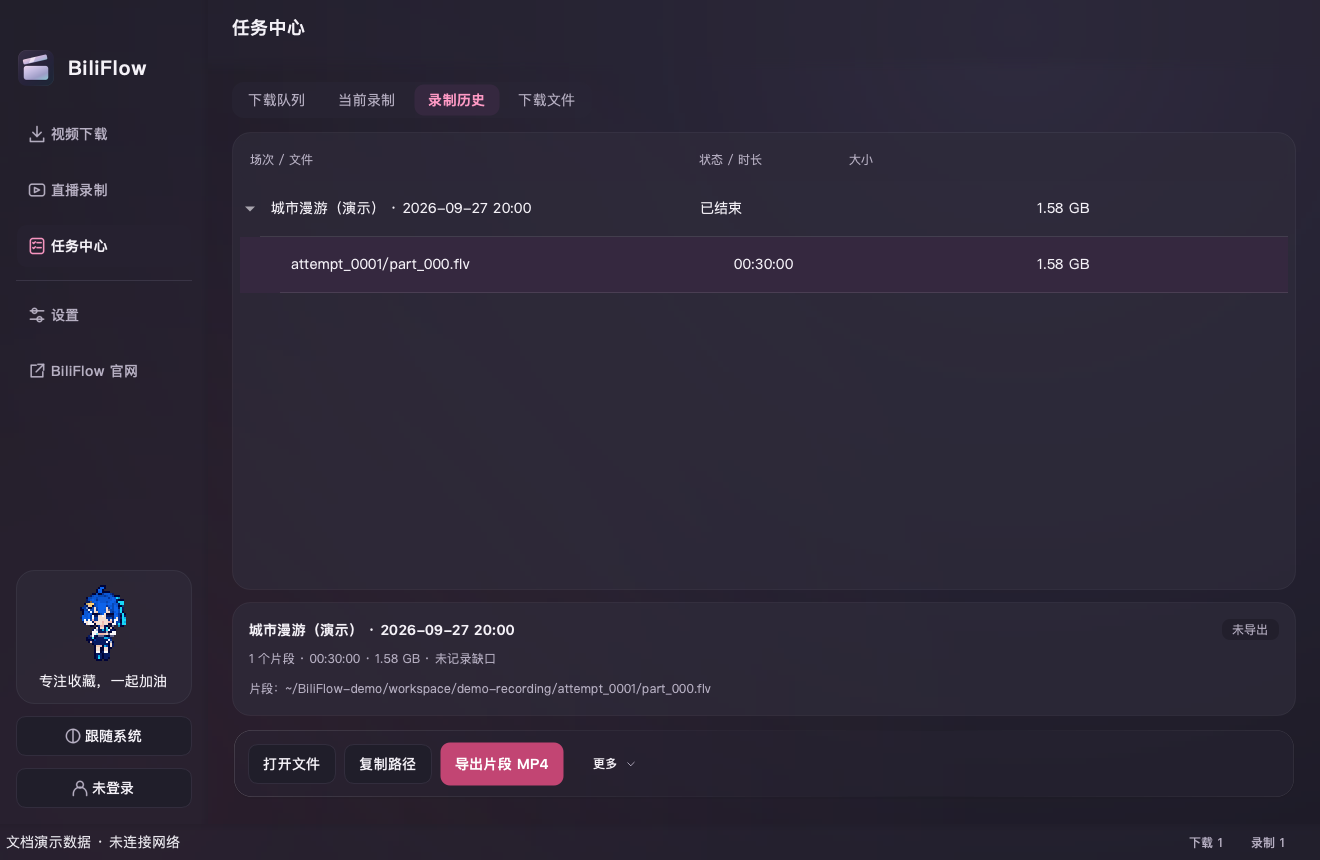 任务中心
BiliFlow
视频下载
直播录制
任务中心
设置
BiliFlow 官网
专注收藏，一起加油
跟随系统
未登录
下载队列 当前录制 录制历史 下载文件
场次 / 文件 状态 / 时长 大小
城市漫游（演示） · 2026-09-27 20:00 已结束 1.58 GB
attempt_0001/part_000.flv 00:30:00 1.58 GB
城市漫游（演示） · 2026-09-27 20:00 未导出
1 个片段 · 00:30:00 · 1.58 GB · 未记录缺口
片段：~/BiliFlow-demo/workspace/demo-recording/attempt_0001/part_000.flv
打开文件 复制路径 导出片段 MP4 更多
文档演示数据 · 未连接网络 下载 1 录制 1